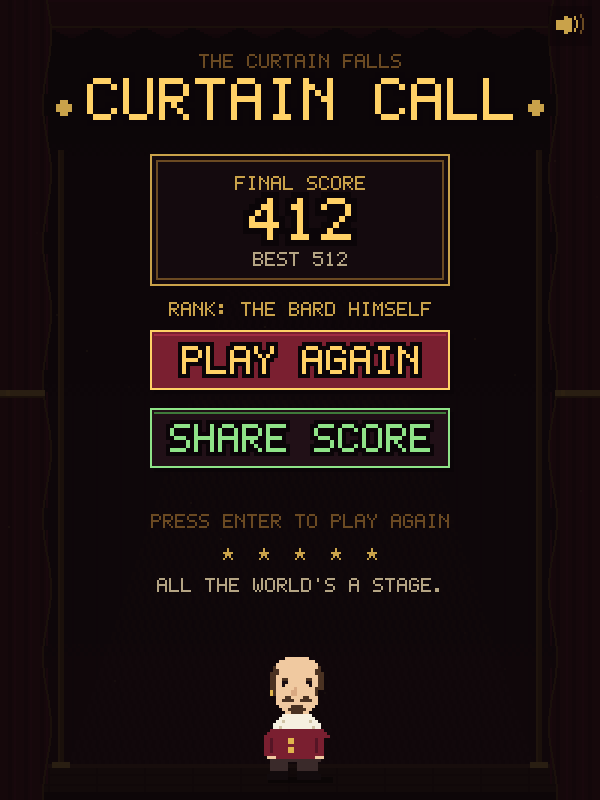 THE CURTAIN FALLS
CURTAIN CALL
FINAL SCORE
412
BEST 512
RANK: THE BARD HIMSELF
PLAY AGAIN
SHARE SCORE
PRESS ENTER TO PLAY AGAIN
★ ★ ★ ★ ★
ALL THE WORLD'S A STAGE.